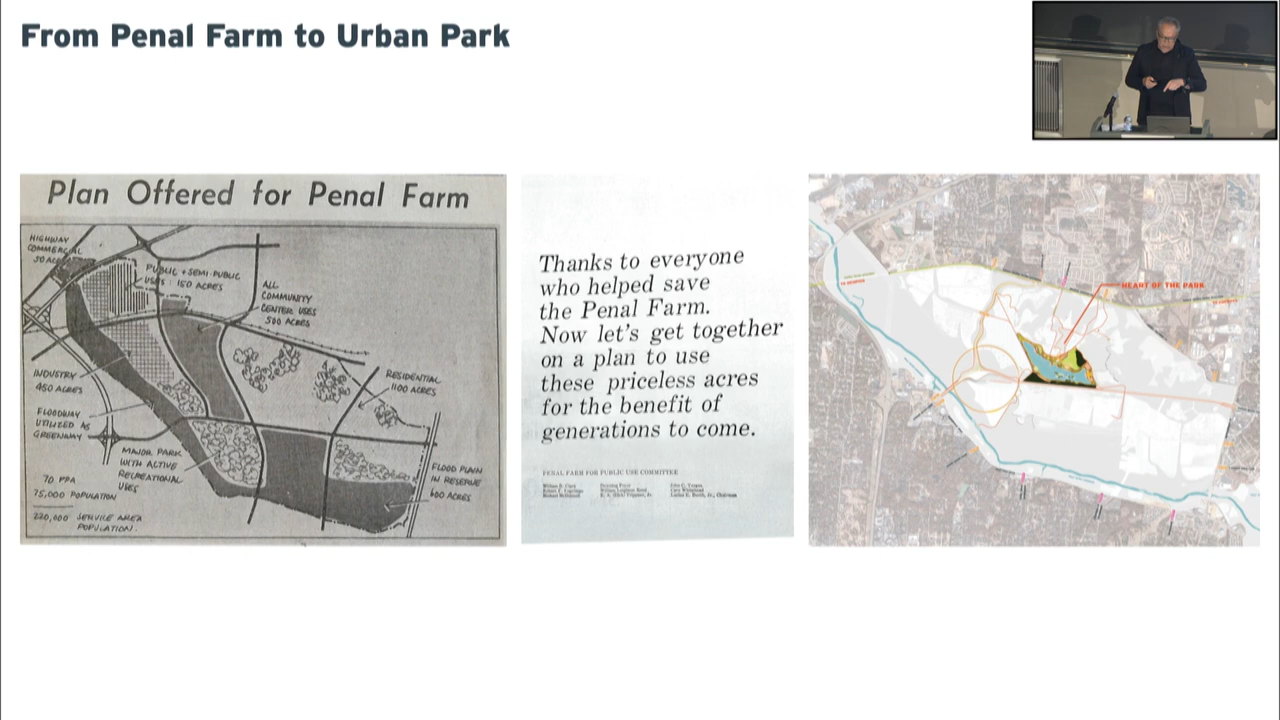 From Penal Farm to Urban Park
Plan Offered for Penal Farm
HIGHWAY
COMMERCIAL
PUBLIC + SEMI-PUBLIC
USES: 150 ACRES
ALL
COMMUNITY
CENTER USES
500 ACRES
INDUSTRY
450 ACRES
RESIDENTIAL
1100 ACRES
FLOODWAY
UTILIZED AS
GREENWAY
MAJOR PARK
WITH ACTIVE
RECREATIONAL
USES
70 PPA
75,000 POPULATION
220,000 SERVICE AREA
POPULATION.
FLOOD PLAIN
IN RESERVE
600 ACRES
Thanks to everyone
who helped save
the Penal Farm.
Now let's get together
on a plan to use
these priceless acres
for the benefit of
generations to come.
PENAL FARM FOR PUBLIC USE COMMITTEE
HEART OF THE PARK